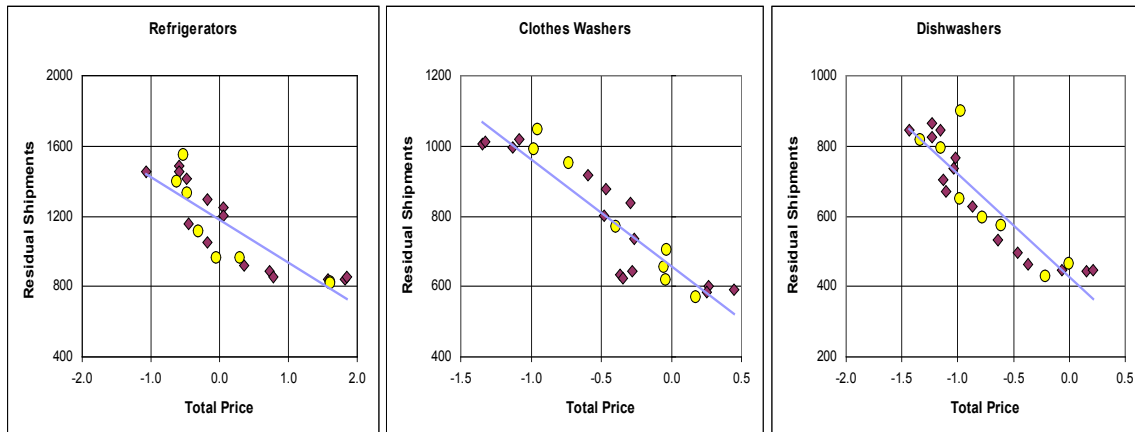 Refrigerators
Residual Shipments
2000
1600
1200
800
400
-2.0 -1.0 0.0 1.0 2.0
Total Price
Clothes Washers
Residual Shipments
1200
1000
800
600
400
-1.5 -1.0 -0.5 0.0 0.5
Total Price
Dishwashers
Residual Shipments
1000
800
600
400
200
-2.0 -1.5 -1.0 -0.5 0.0 0.5
Total Price